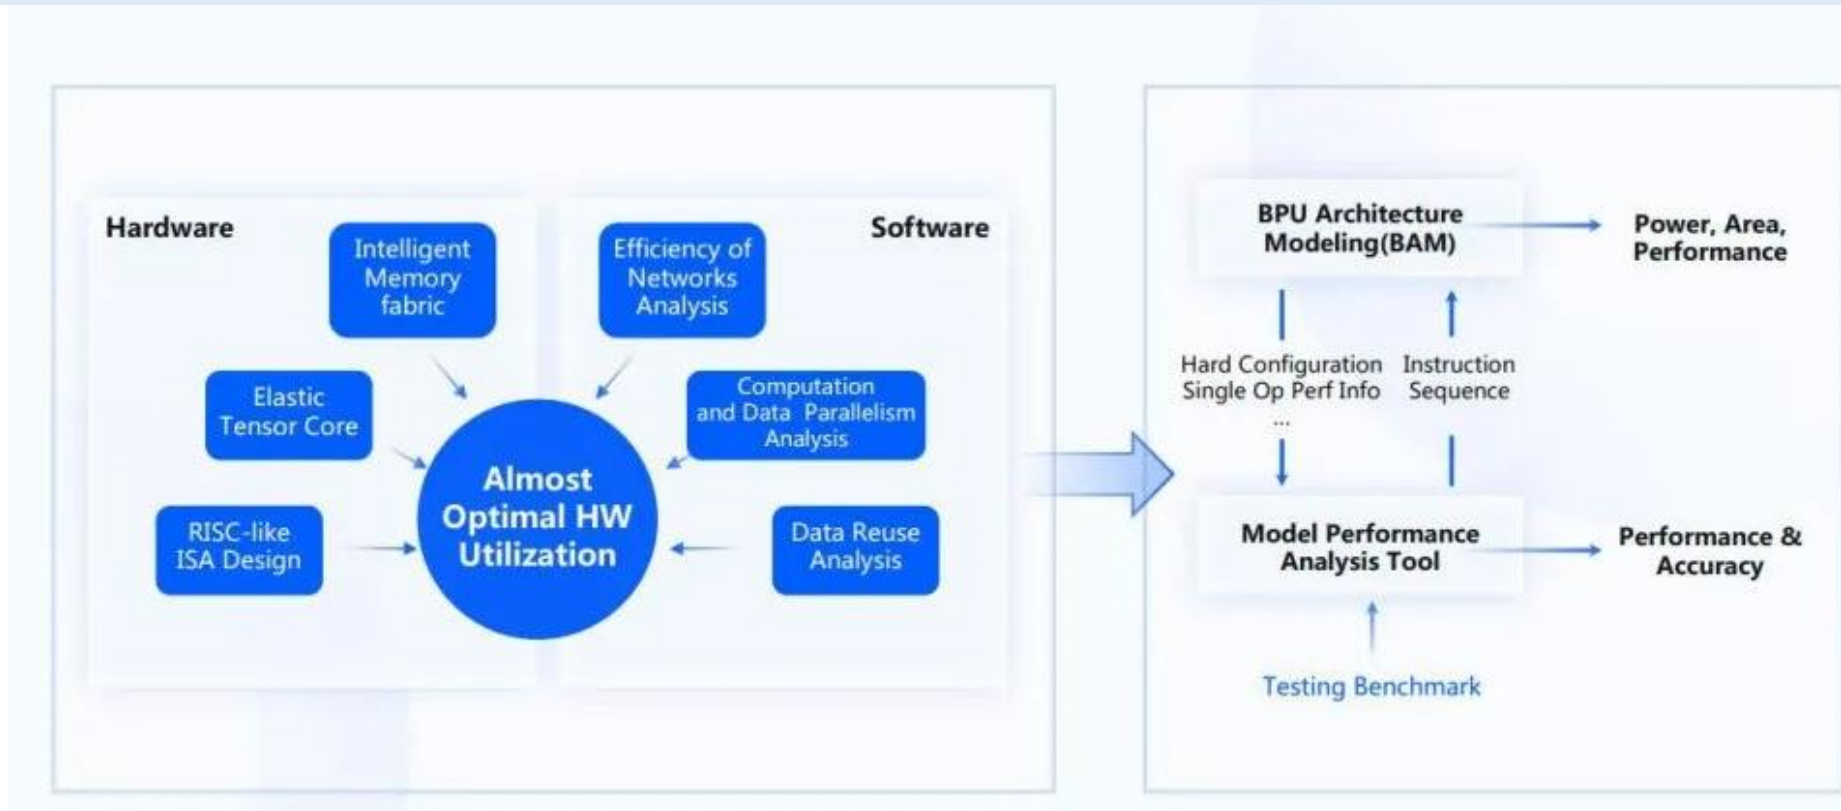 Hardware
Intelligent
Memory
fabric
Elastic
Tensor Core
RISC-like
ISA Design
Almost
Optimal HW
Utilization
Software
Efficiency of
Networks
Analysis
Computation
and Data Parallelism
Analysis
Data Reuse
Analysis
BPU Architecture
Modeling(BAM)
Power, Area,
Performance
Hard Configuration
Single Op Perf Info
...
Instruction
Sequence
Model Performance
Analysis Tool
Performance &
Accuracy
Testing Benchmark